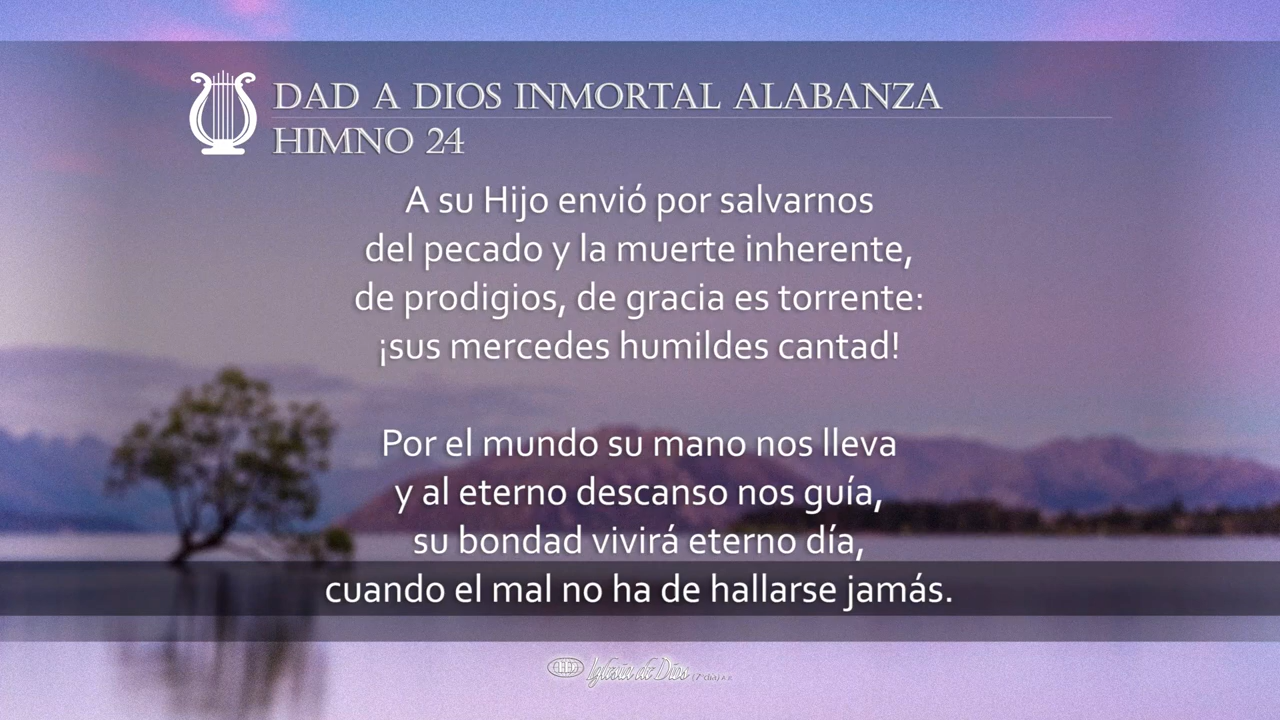 DAD A DIOS INMORTAL ALABANZA
HIMNO 24
A su Hijo envió por salvarnos
del pecado y la muerte inherente,
de prodigios, de gracia es torrente:
¡sus mercedes humildes cantad!
Por el mundo su mano nos lleva
y al eterno descanso nos guía,
su bondad vivirá eterno día,
cuando el mal no ha de hallarse jamás.
Iglesia de Dios